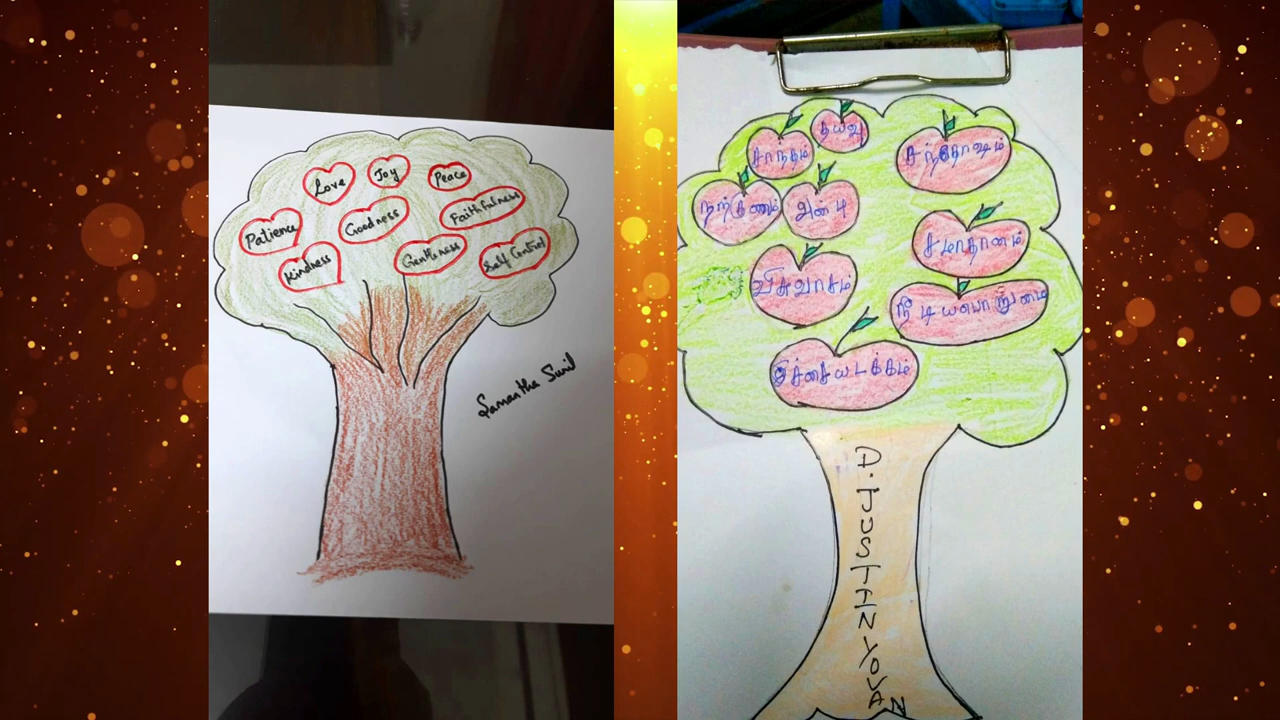 Love
Joy
Peace
Patience
Goodness
Faithfulness
Kindness
Gentleness
Self Control
Samantha Sunil
தயவு
சாந்தம்
சந்தோஷம்
நற்குணம்
அன்பு
சமாதானம்
விசுவாசம்
நீடியபொறுமை
இச்சையடக்கம்
D. JUSTAN YOVAN